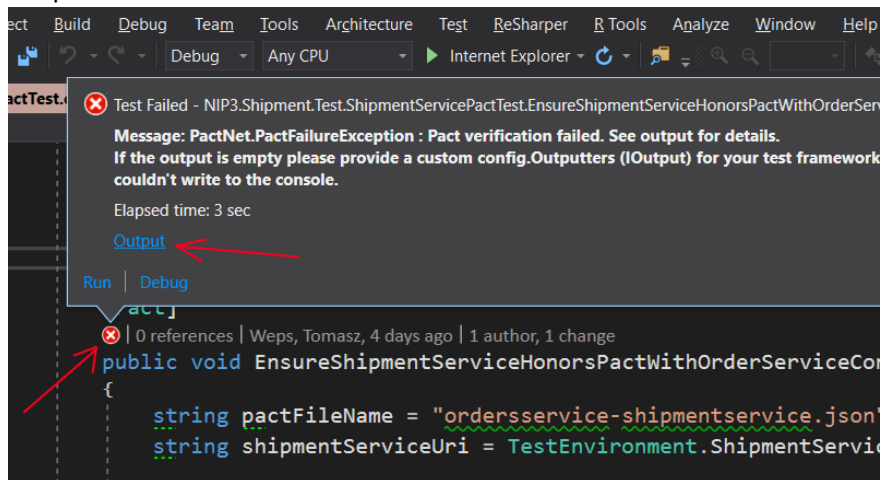 ect Build Debug Team Tools Architecture Test ReSharper R Tools Analyze Window Help
Debug Any CPU Internet Explorer
actTest.c
Test Failed - NIP3.Shipment.Test.ShipmentServicePactTest.EnsureShipmentServiceHonorsPactWithOrderServ
Message: PactNet.PactFailureException : Pact verification failed. See output for details.
If the output is empty please provide a custom config.Outputters (IOutput) for your test framework
couldn't write to the console.
Elapsed time: 3 sec
Output
Run | Debug
act]
| 0 references | Weps, Tomasz, 4 days ago | 1 author, 1 change
public void EnsureShipmentServiceHonorsPactWithOrderServiceCon
{
string pactFileName = "ordersservice-shipmentservice.json"
string shipmentServiceUri = TestEnvironment.ShipmentServic